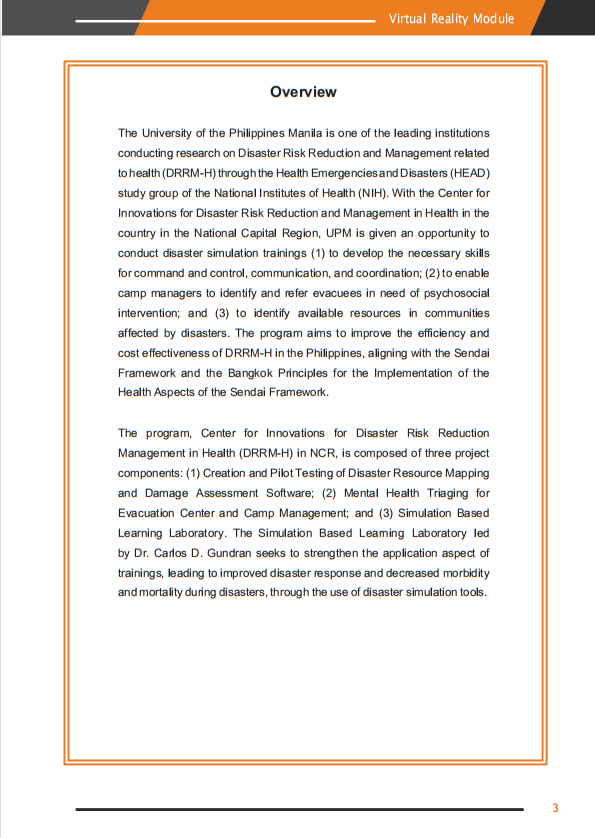 Virtual Reality Module
Overview
The University of the Philippines Manila is one of the leading institutions
conducting research on Disaster Risk Reduction and Management related
to health (DRRM-H) through the Health Emergencies and Disasters (HEAD)
study group of the National Institutes of Health (NIH). With the Center for
Innovations for Disaster Risk Reduction and Management in Health in the
country in the National Capital Region, UPM is given an opportunity to
conduct disaster simulation trainings (1) to develop the necessary skills
for command and control, communication, and coordination; (2) to enable
camp managers to identify and refer evacuees in need of psychosocial
intervention; and (3) to identify available resources in communities
affected by disasters. The program aims to improve the efficiency and
cost effectiveness of DRRM-H in the Philippines, aligning with the Sendai
Framework and the Bangkok Principles for the Implementation of the
Health Aspects of the Sendai Framework.
The program, Center for Innovations for Disaster Risk Reduction
Management in Health (DRRM-H) in NCR, is composed of three project
components: (1) Creation and Pilot Testing of Disaster Resource Mapping
and Damage Assessment Software; (2) Mental Health Triaging for
Evacuation Center and Camp Management; and (3) Simulation Based
Learning Laboratory. The Simulation Based Learning Laboratory led
by Dr. Carlos D. Gundran seeks to strengthen the application aspect of
trainings, leading to improved disaster response and decreased morbidity
and mortality during disasters, through the use of disaster simulation tools.
3